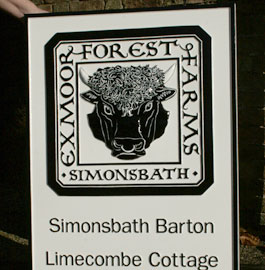 EXMOOR FOREST FARMS
· SIMONSBATH ·
Simonsbath Barton
Limecombe Cottage